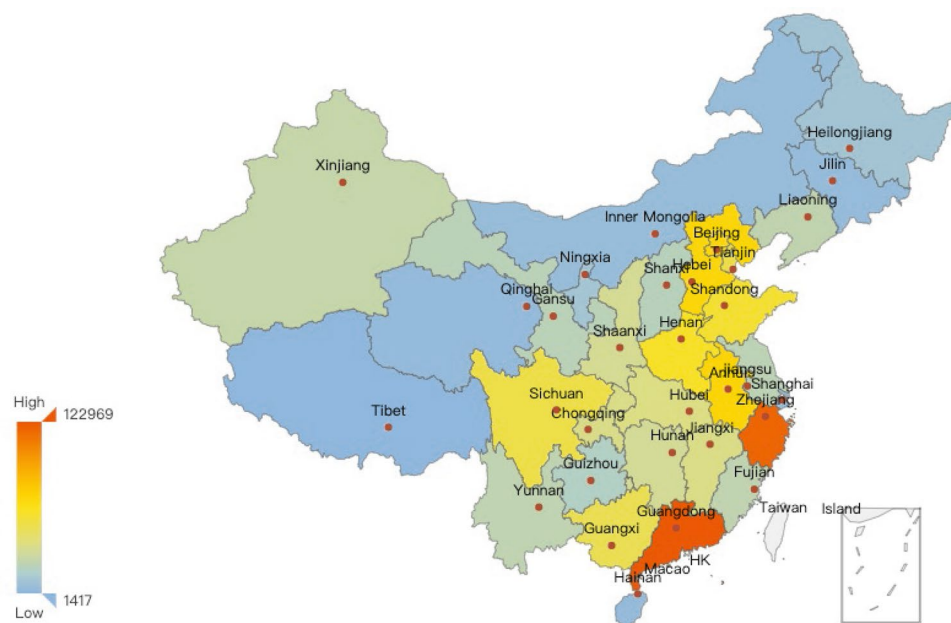 Heilongjiang
Jilin
Xinjiang
Liaoning
Inner Mongolia
Beijing
Tianjin
Ningxia
Shanxi
Hebei
Qinghai
Gansu
Shandong
Henan
Shaanxi
Anhui
Jiangsu
Shanghai
Sichuan
Hubei
Zhejiang
High
122969
Tibet
Chongqing
Hunan
Jiangxi
Guizhou
Fujian
Yunnan
Guangdong
Taiwan
Island
Guangxi
HK
Macao
Hainan
1417
Low